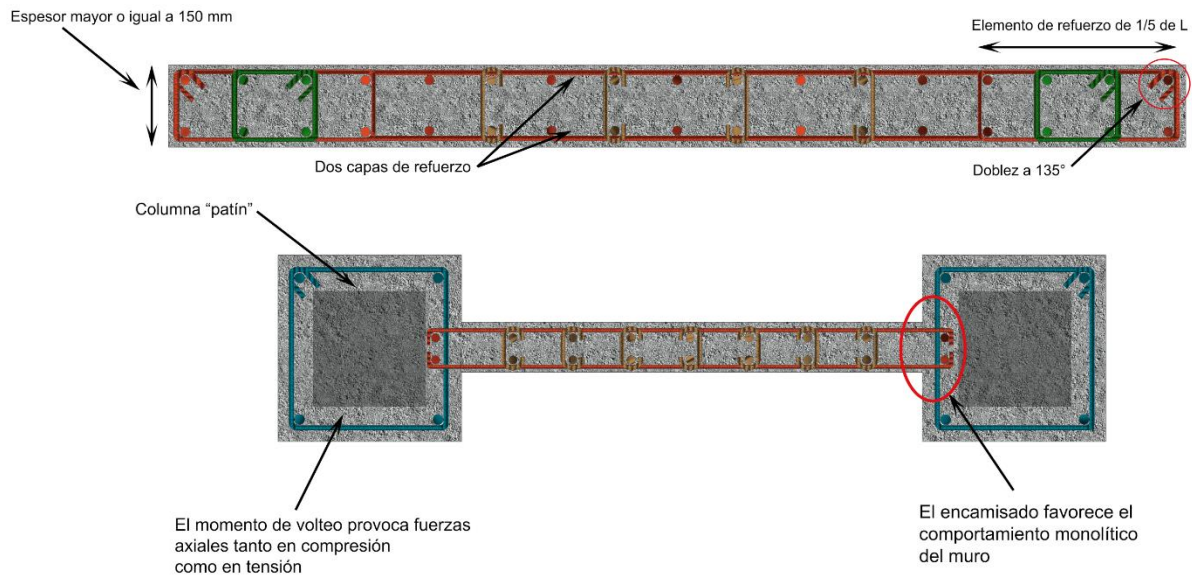 Espesor mayor o igual a 150 mm
Elemento de refuerzo de 1/5 de L
Dos capas de refuerzo
Doblez a 135°
Columna “patín”
El momento de volteo provoca fuerzas
axiales tanto en compresión
como en tensión
El encamisado favorece el
comportamiento monolítico
del muro